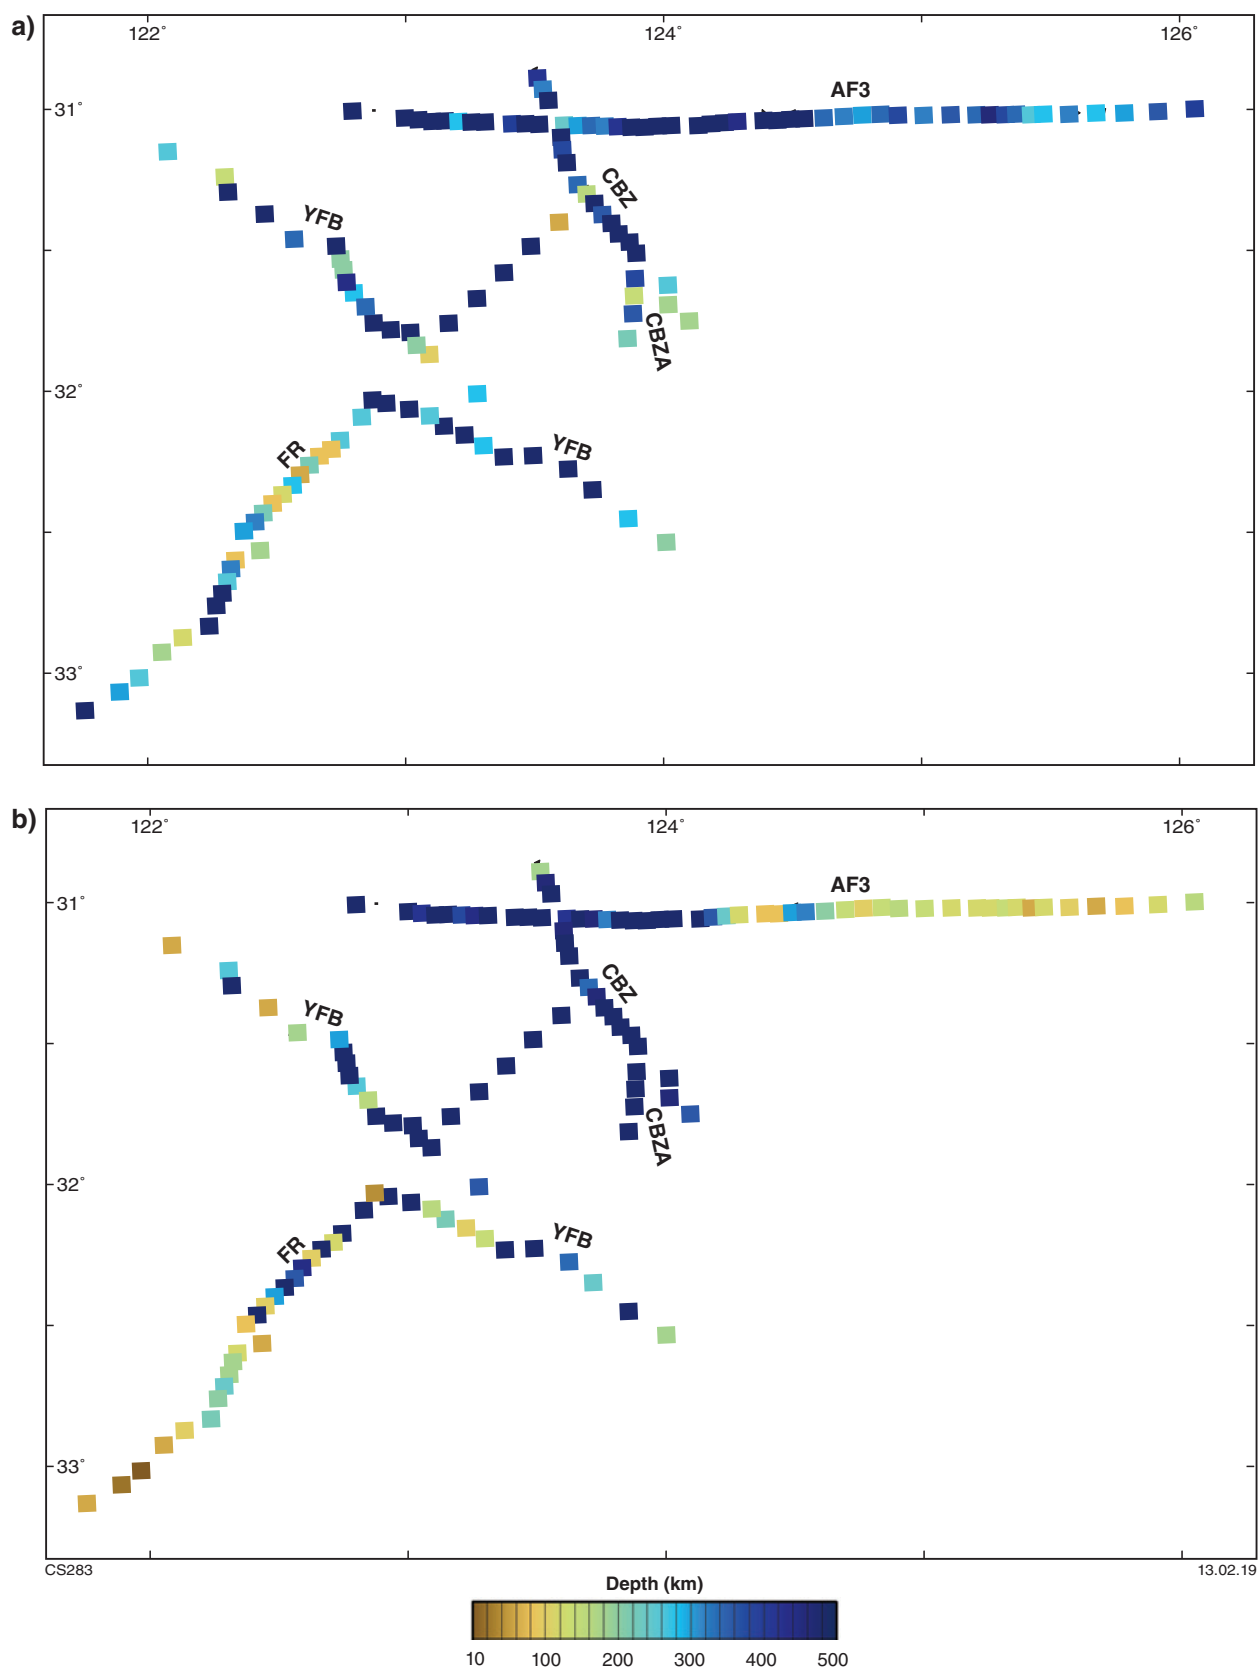 a)
122˚ 124˚ 126˚
31˚
AF3
CBZ
YFB
CBZA
32˚
FR
YFB
33˚
b)
122˚ 124˚ 126˚
31˚
AF3
CBZ
YFB
CBZA
32˚
FR
YFB
33˚
CS283 13.02.19
Depth (km)
10 100 200 300 400 500